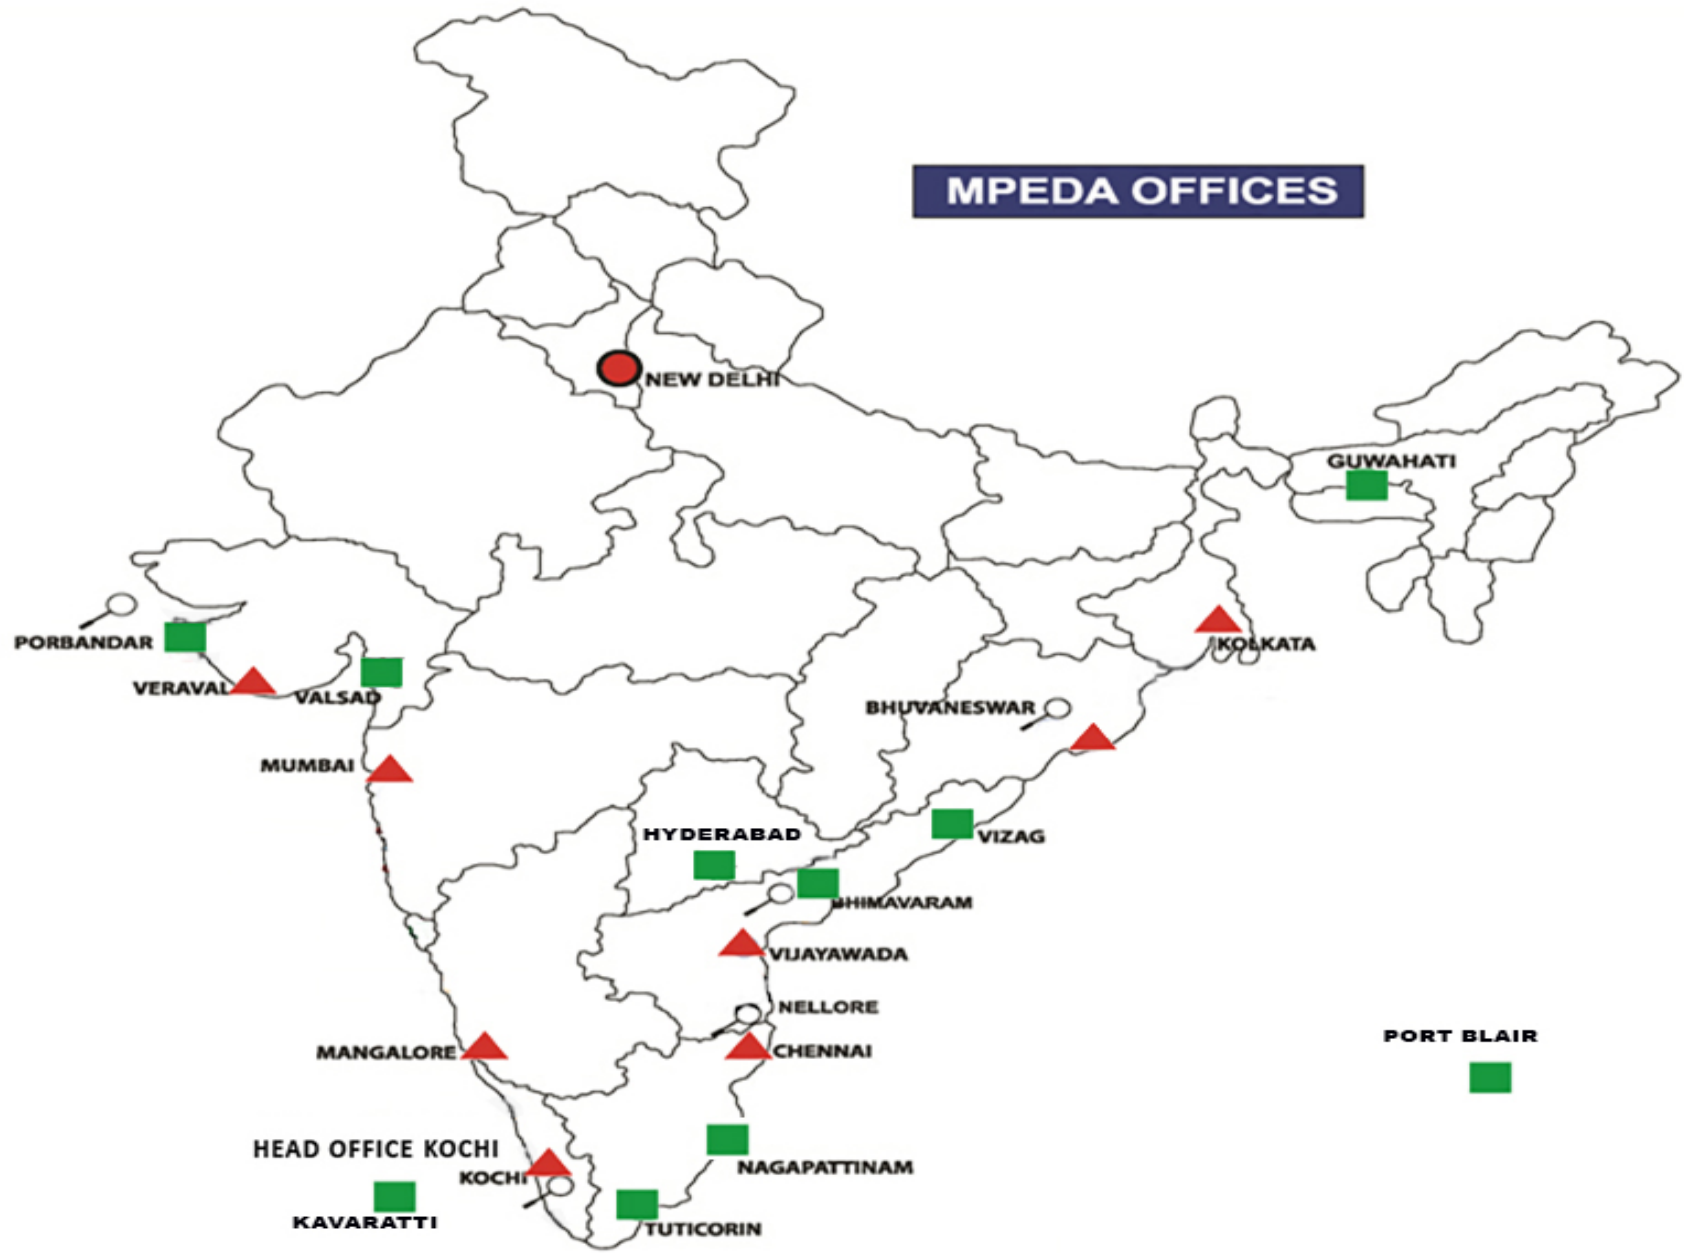 MPEDA OFFICES
NEW DELHI
GUWAHATI
PORBANDAR
KOLKATA
VERAVAL
VALSAD
BHUVANESWAR
MUMBAI
HYDERABAD
VIZAG
BHIMAVARAM
VIJAYAWADA
NELLORE
PORT BLAIR
MANGALORE
CHENNAI
HEAD OFFICE KOCHI
NAGAPATTINAM
KOCHI
KAVARATTI
TUTICORIN